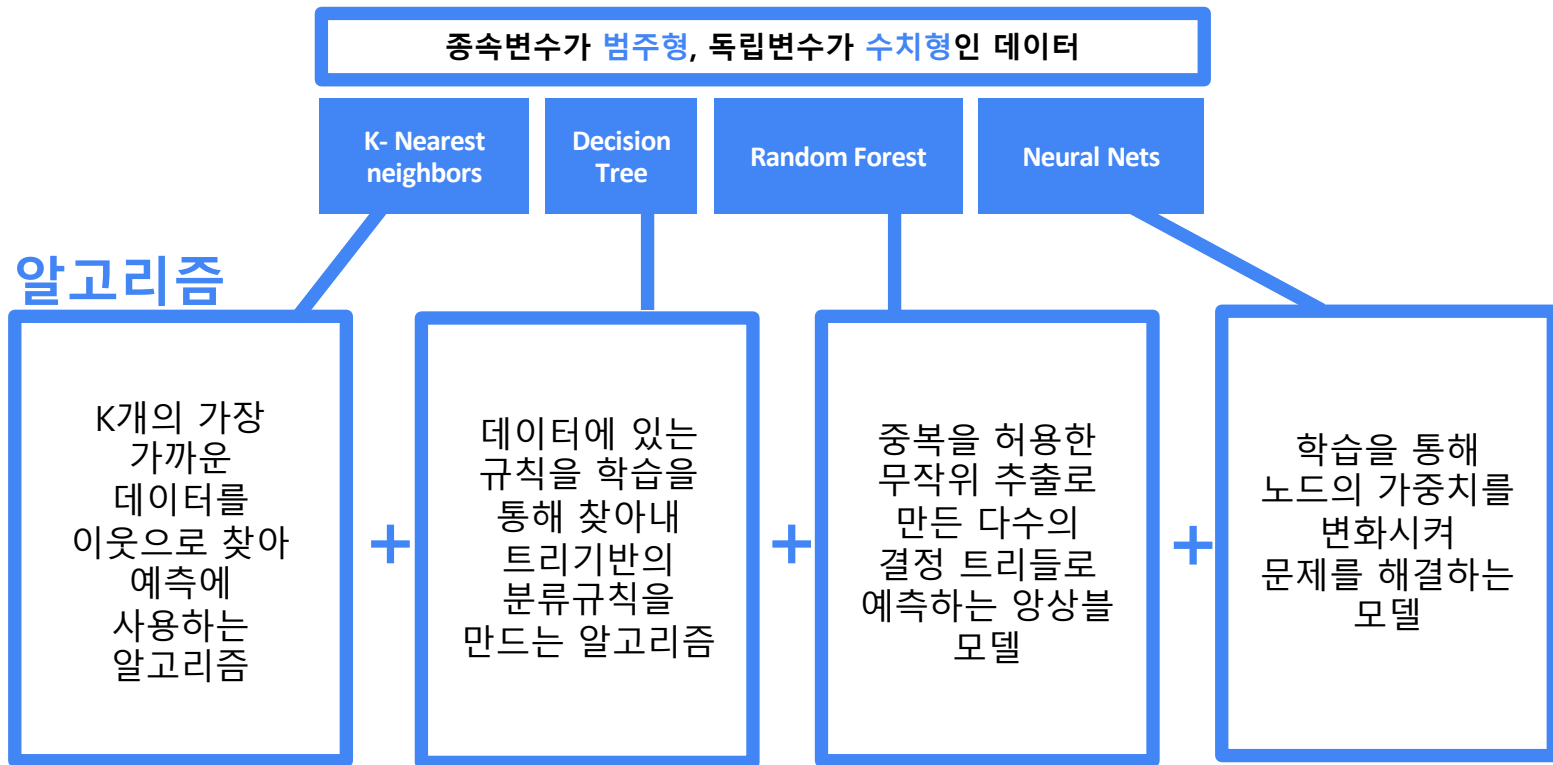 종속변수가 범주형, 독립변수가 수치형인 데이터
K- Nearest
neighbors
Decision
Tree
Random Forest
Neural Nets
알고리즘
K개의 가장
가까운
데이터를
이웃으로 찾아
예측에
사용하는
알고리즘
+
데이터에 있는
규칙을 학습을
통해 찾아내
트리기반의
분류규칙을
만드는 알고리즘
+
중복을 허용한
무작위 추출로
만든 다수의
결정 트리들로
예측하는 앙상블
모델
+
학습을 통해
노드의 가중치를
변화시켜
문제를 해결하는
모델